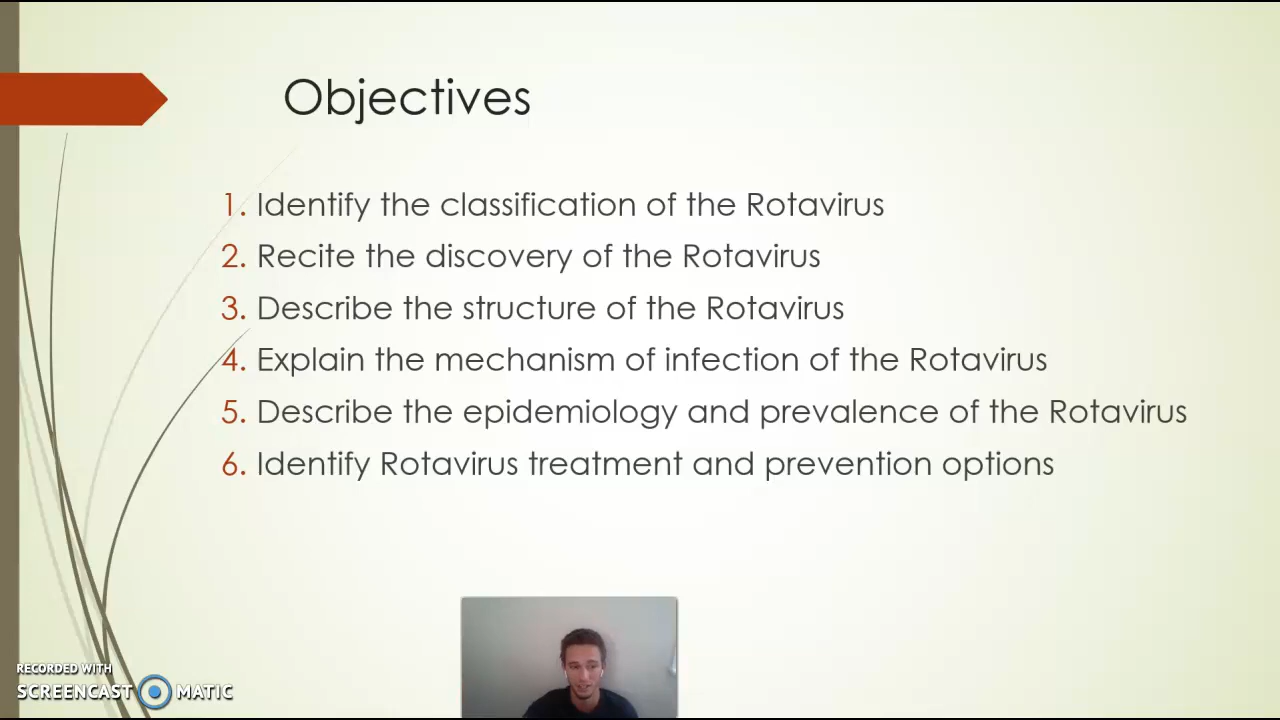 Objectives
1. Identify the classification of the Rotavirus
2. Recite the discovery of the Rotavirus
3. Describe the structure of the Rotavirus
4. Explain the mechanism of infection of the Rotavirus
5. Describe the epidemiology and prevalence of the Rotavirus
6. Identify Rotavirus treatment and prevention options
RECORDED WITH
SCREENCAST MATIC